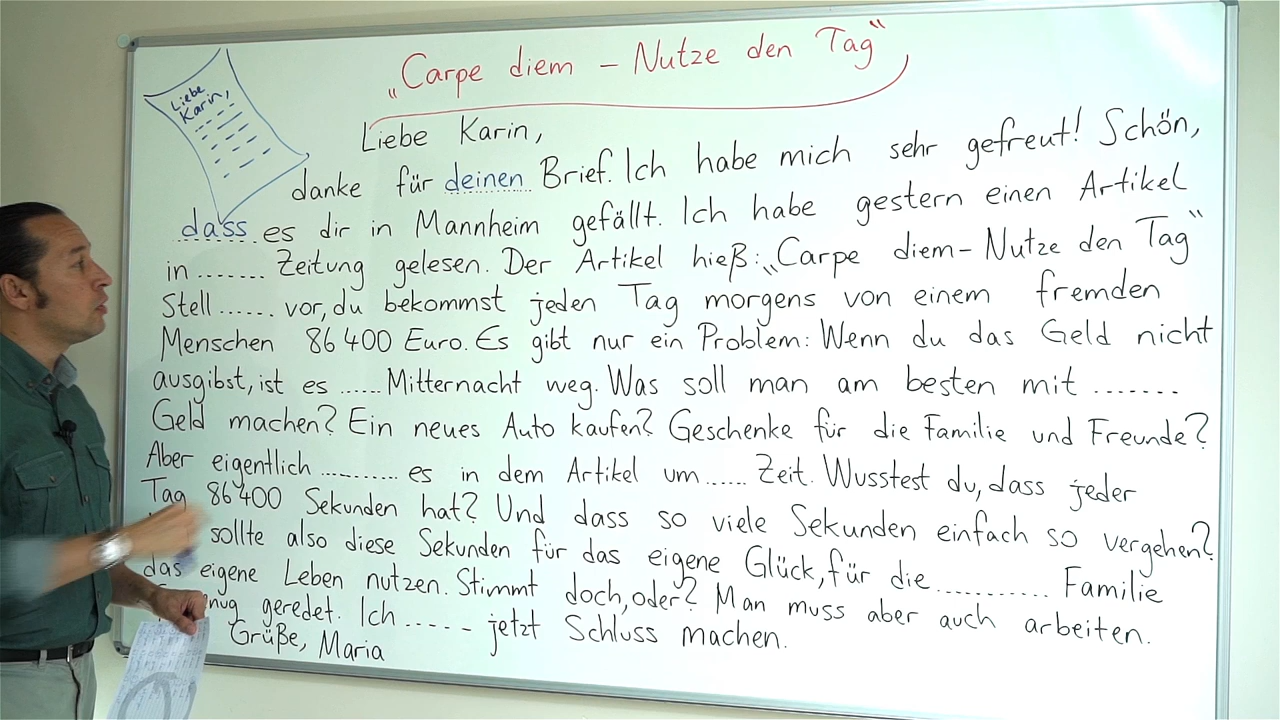 „Carpe diem – Nutze den Tag“
Liebe
Karin,
Liebe Karin,
danke für deinen Brief. Ich habe mich sehr gefreut! Schön,
dass es dir in Mannheim gefällt. Ich habe gestern einen Artikel
in ....... Zeitung gelesen. Der Artikel hieß: „Carpe diem – Nutze den Tag“
Stell ...... vor, du bekommst jeden Tag morgens von einem fremden
Menschen 86 400 Euro. Es gibt nur ein Problem: Wenn du das Geld nicht
ausgibst, ist es ...... Mitternacht weg. Was soll man am besten mit .......
Geld machen? Ein neues Auto kaufen? Geschenke für die Familie und Freunde?
Aber eigentlich .......... es in dem Artikel um ...... Zeit. Wusstest du, dass jeder
Tag 86 400 Sekunden hat? Und dass so viele Sekunden einfach so vergehen?
sollte also diese Sekunden für das eigene Glück, für die ............ Familie
das eigene Leben nutzen. Stimmt doch, oder? Man muss aber auch arbeiten.
geredet. Ich ...... jetzt Schluss machen.
Grüße, Maria